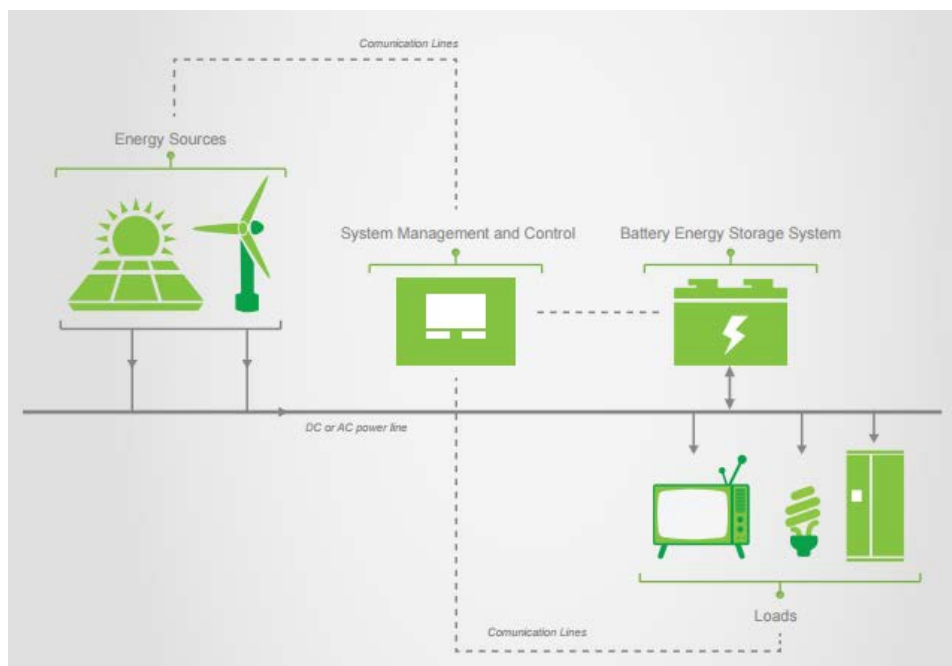 Comunication Lines
Energy Sources
System Management and Control
Battery Energy Storage System
DC or AC power line
Loads
Comunication Lines